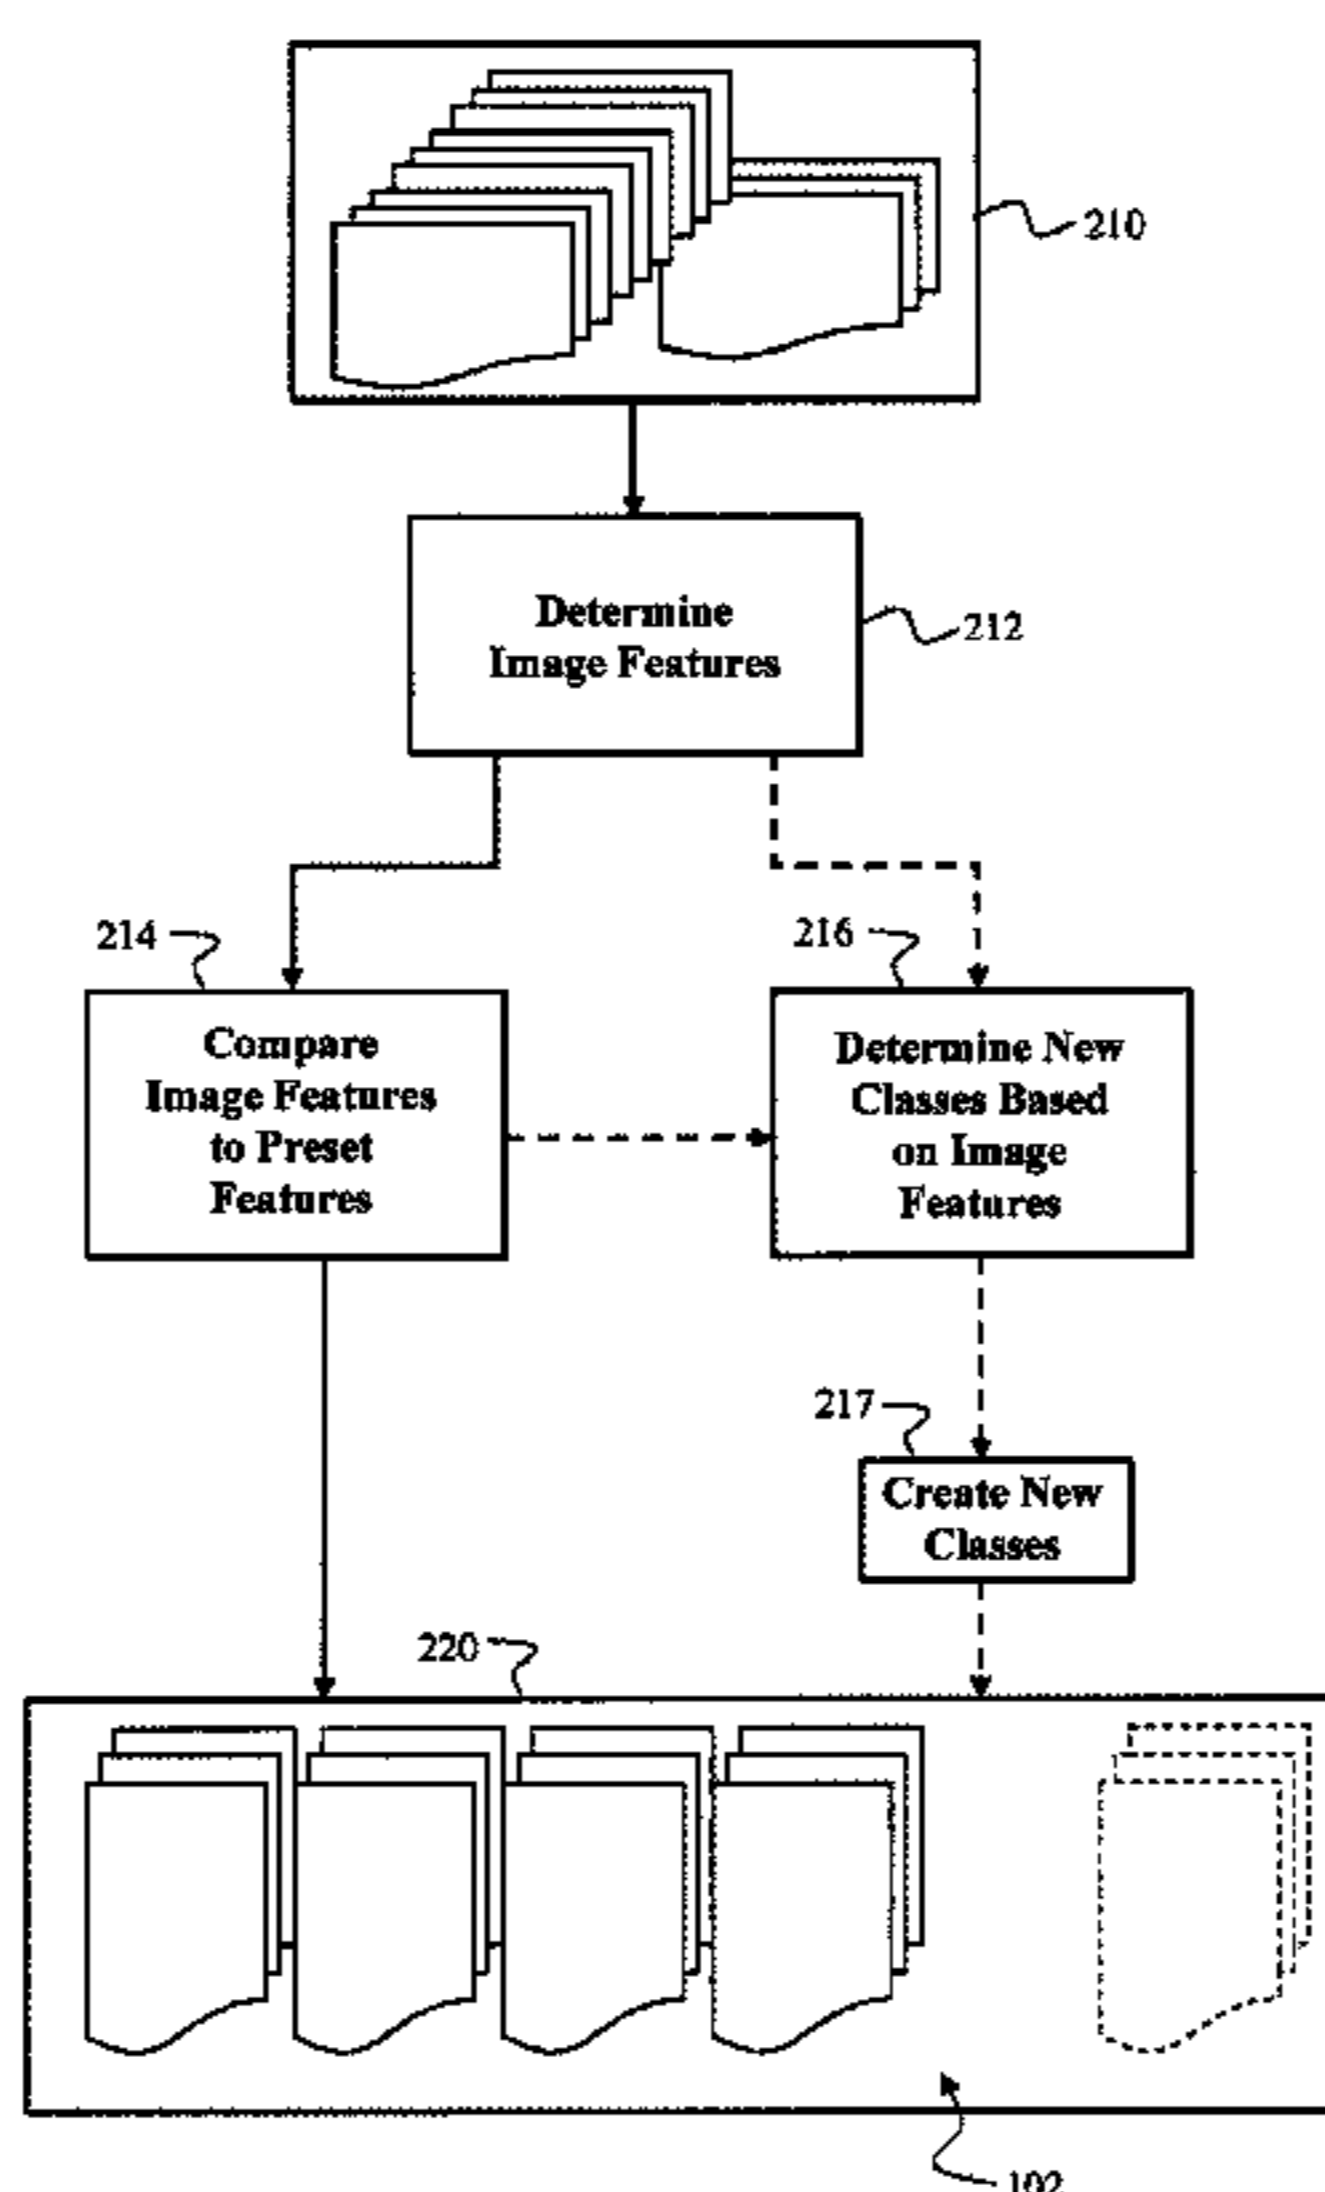 210
Determine
Image Features
212
214
216
Compare
Image Features
to Preset
Features
Determine New
Classes Based
on Image
Features
217
Create New
Classes
220
102